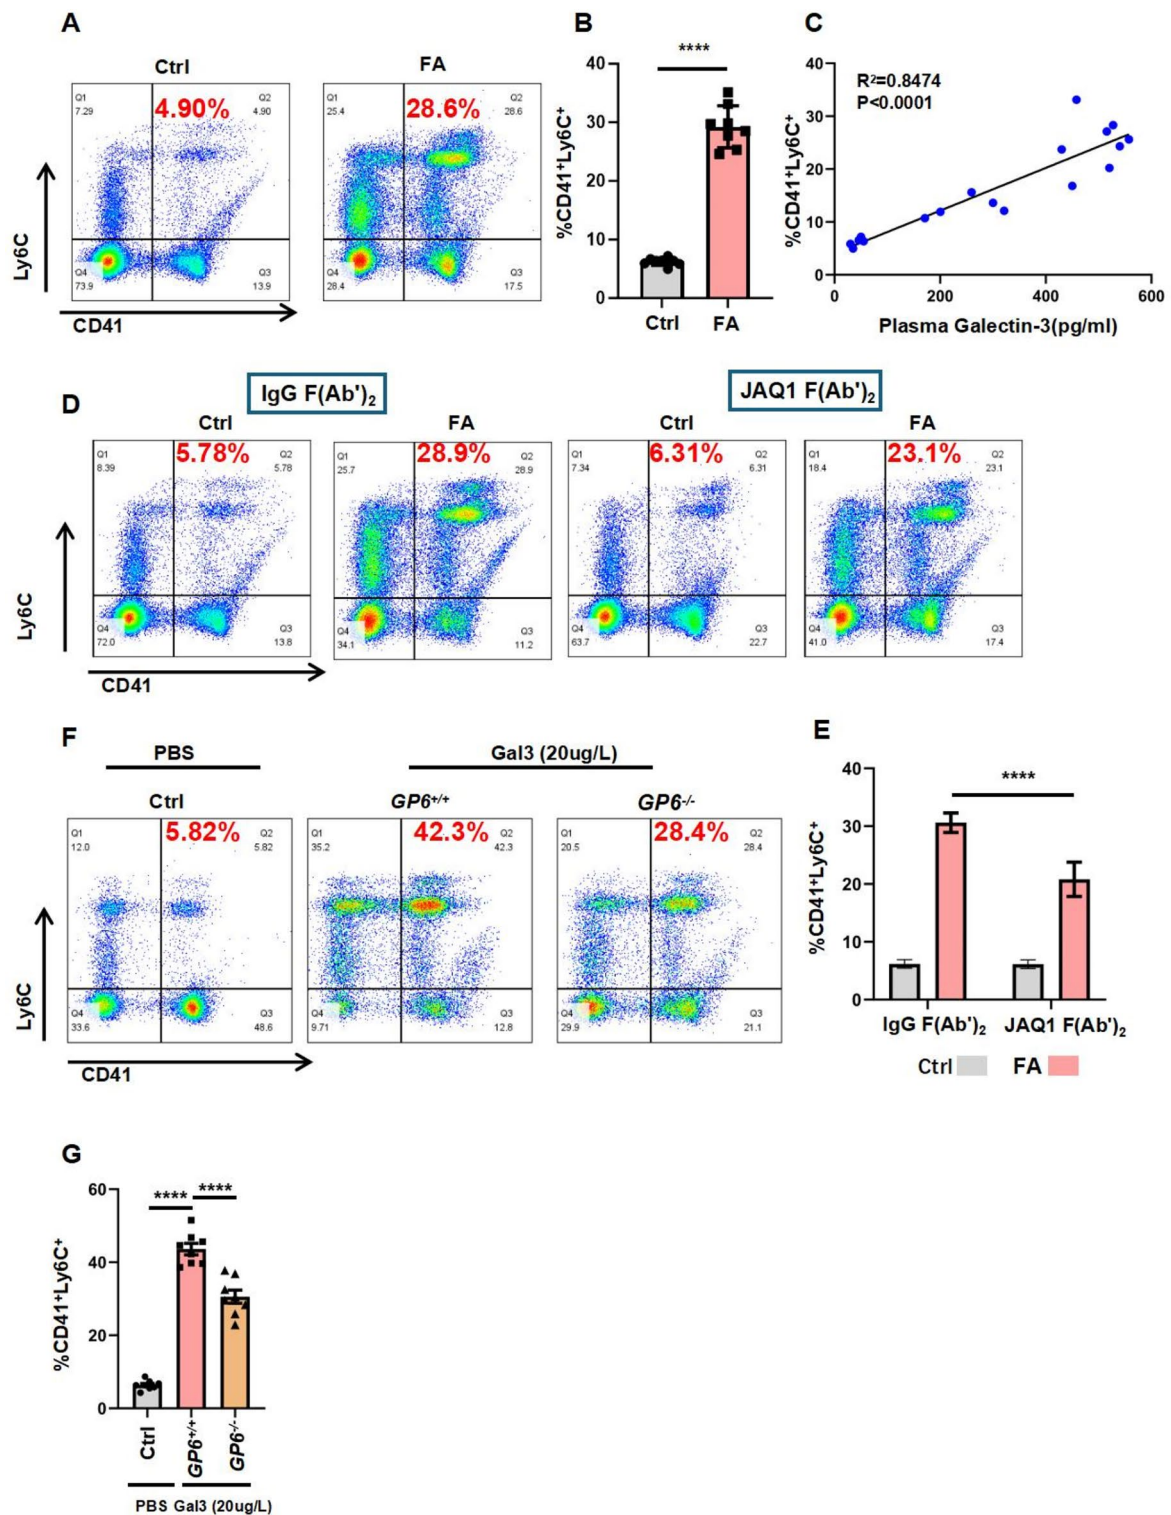 A
Ctrl
FA
Q1
7.29
4.90%
Q2
4.90
Q4
73.9
Q3
13.9
Q1
25.4
28.6%
Q2
28.6
Q4
28.4
Q3
17.5
Ly6C
CD41
B
****
%CD41+Ly6C+
40
30
20
10
0
Ctrl
FA
C
R²=0.8474
P<0.0001
%CD41+Ly6C+
40
30
20
10
0
0
200
400
600
Plasma Galectin-3(pg/ml)
D
IgG F(Ab')₂
JAQ1 F(Ab')₂
Ctrl
FA
Ctrl
FA
Q1
8.39
5.78%
Q2
5.78
Q4
72.0
Q3
13.8
Q1
25.7
28.9%
Q2
28.9
Q4
34.1
Q3
11.2
Q1
7.34
6.31%
Q2
6.31
Q4
63.7
Q3
22.7
Q1
18.4
23.1%
Q2
23.1
Q4
41.0
Q3
17.4
Ly6C
CD41
F
PBS
Gal3 (20ug/L)
Ctrl
GP6+/+
GP6-/-
Q1
12.0
5.82%
Q2
5.82
Q4
33.6
Q3
48.6
Q1
35.2
42.3%
Q2
42.3
Q4
9.71
Q3
12.8
Q1
20.5
28.4%
Q2
28.4
Q4
29.9
Q3
21.1
Ly6C
CD41
E
****
%CD41+Ly6C+
40
30
20
10
0
IgG F(Ab')₂
JAQ1 F(Ab')₂
Ctrl
FA
G
****
****
%CD41+Ly6C+
60
40
20
0
Ctrl
GP6+/+
GP6-/-
PBS
Gal3 (20ug/L)